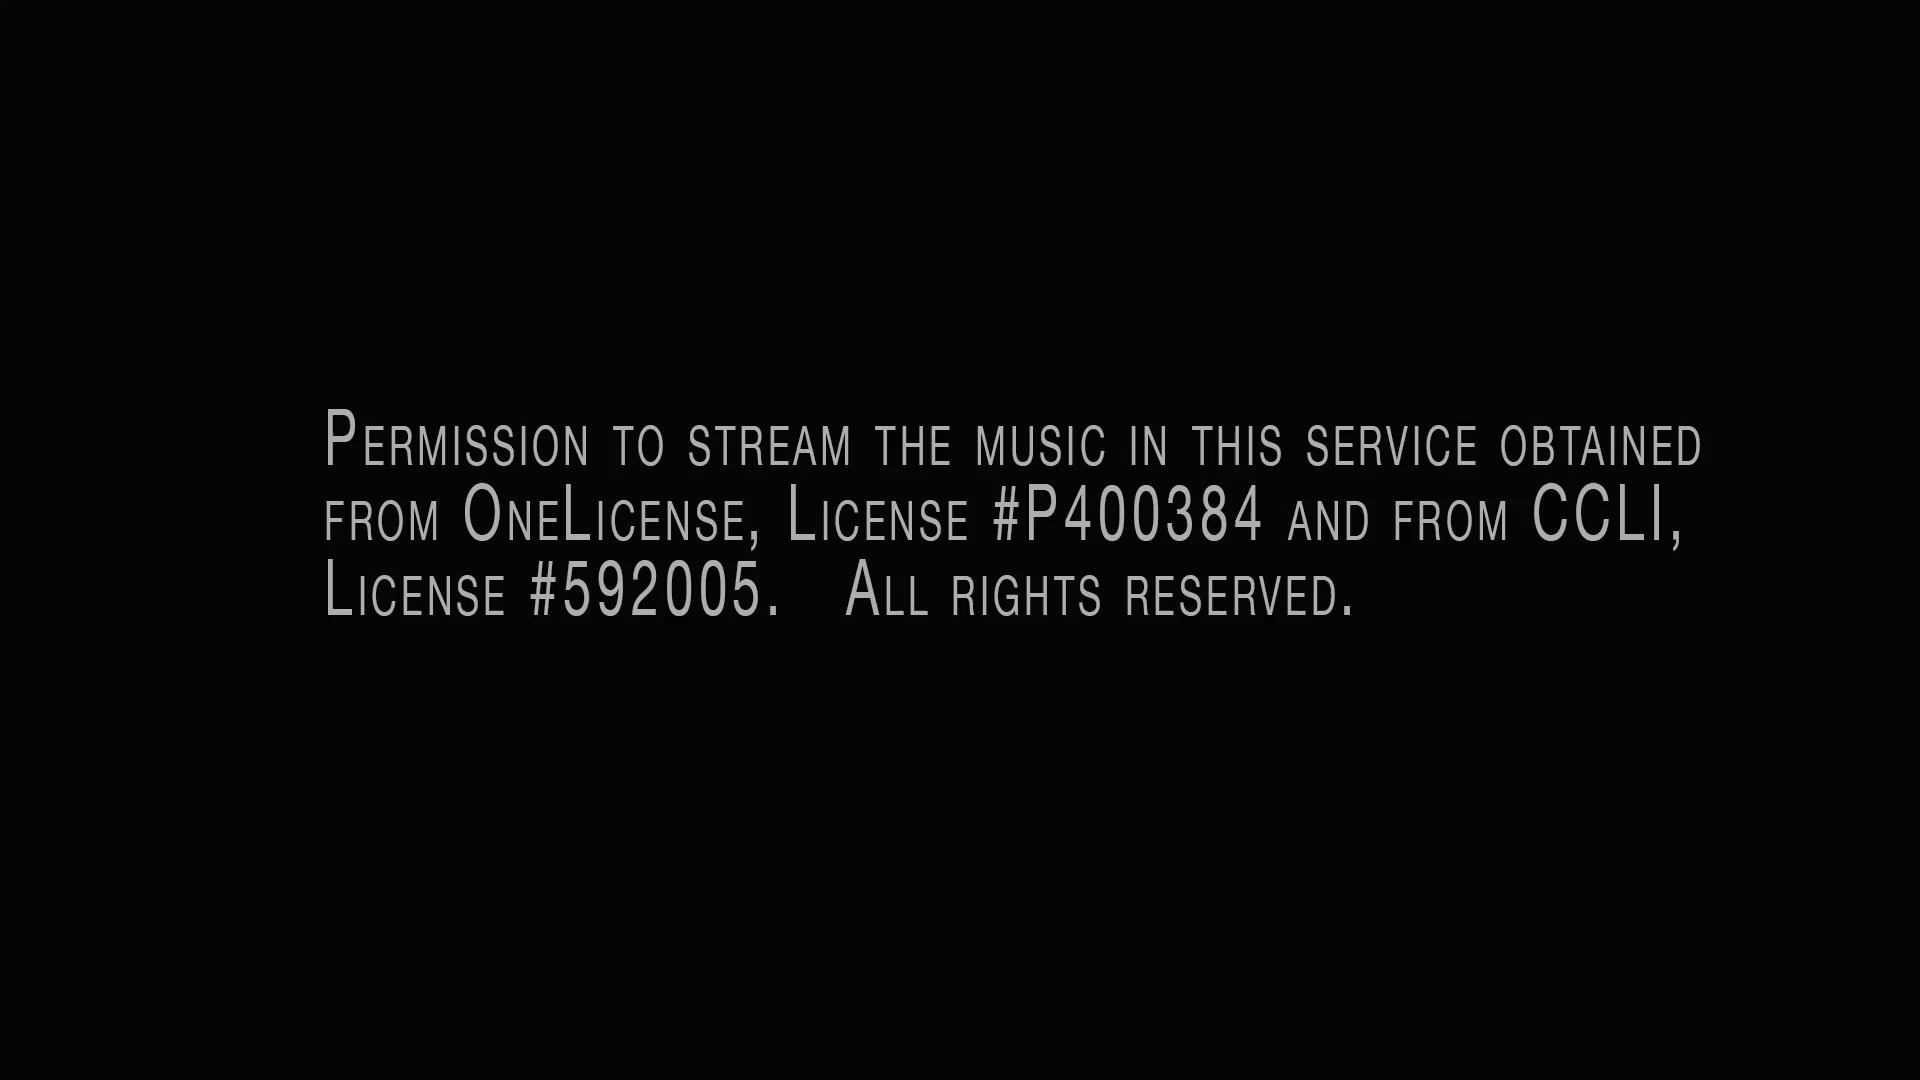 Permission to stream the music in this service obtained
from OneLicense, License #P400384 and from CCLI,
License #592005.   All rights reserved.